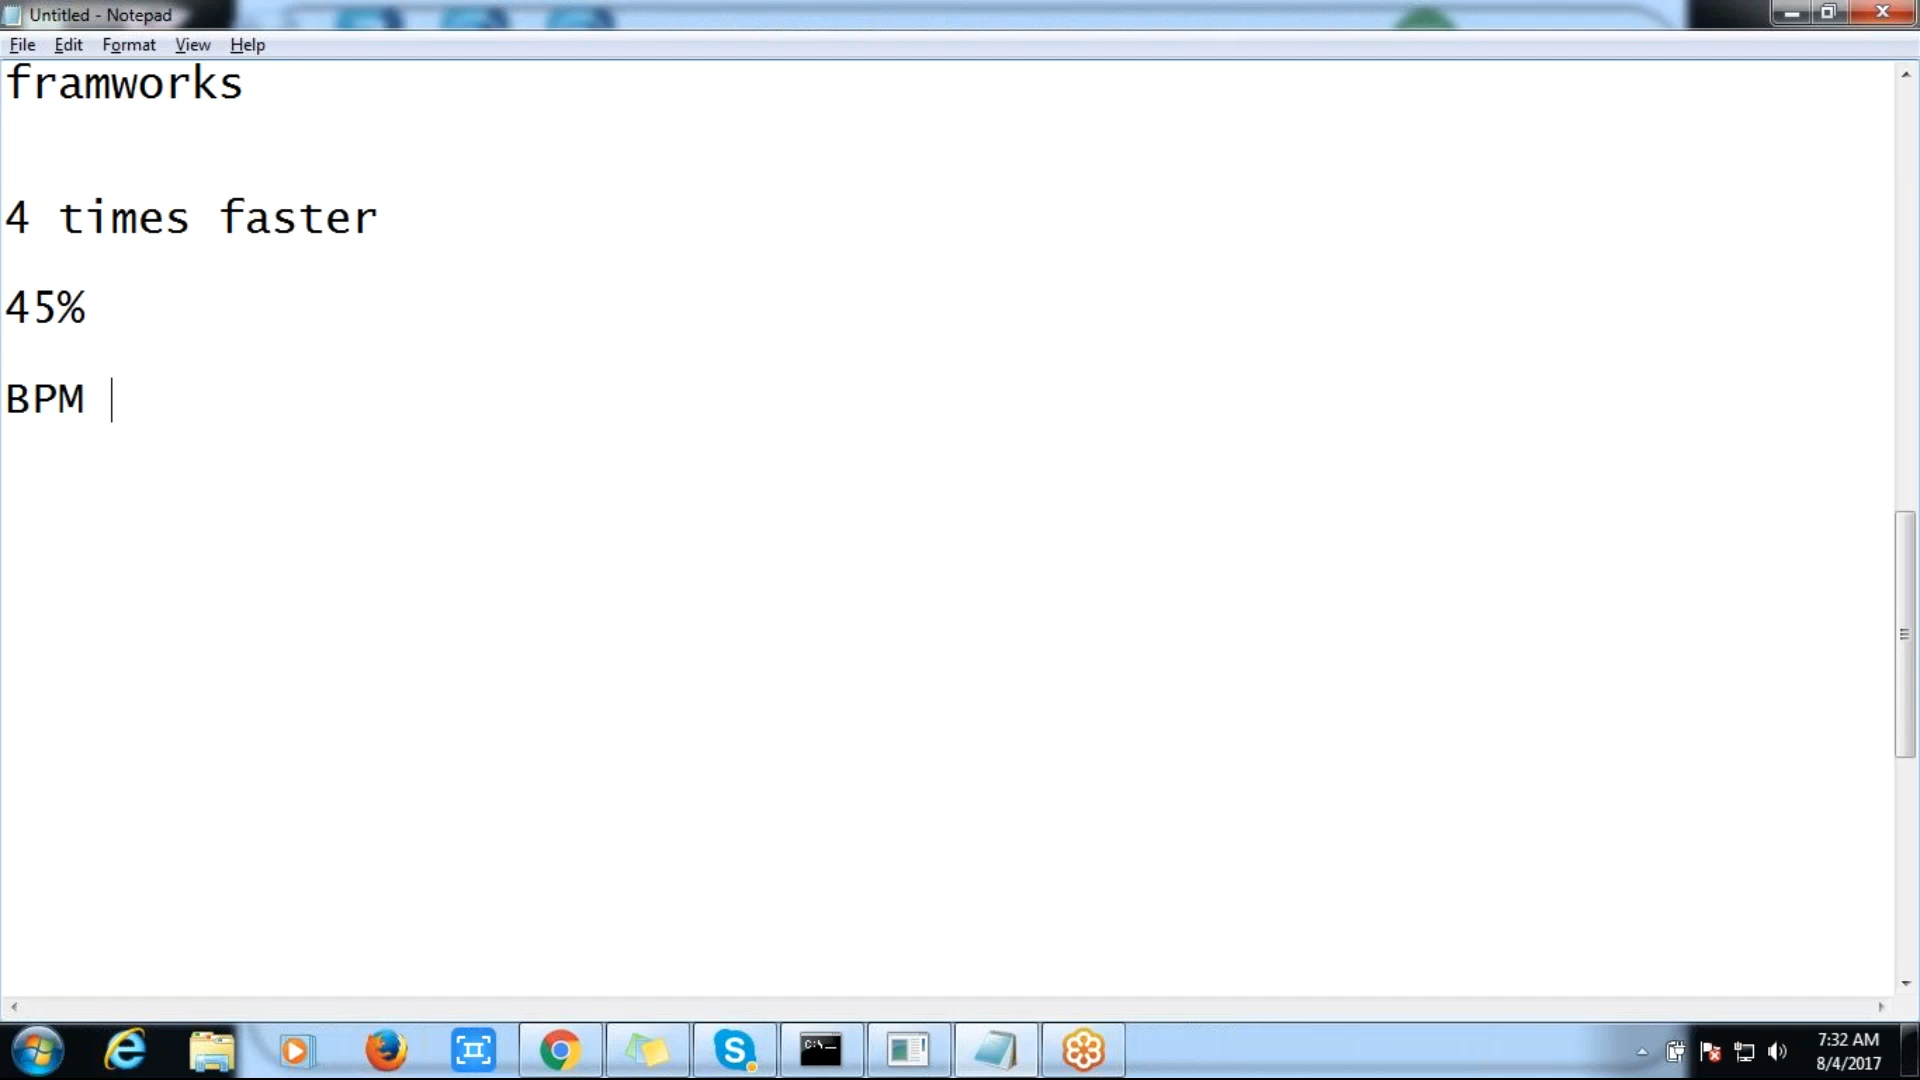 Untitled - Notepad
File Edit Format View Help
framworks
4 times faster
45%
BPM
C:\_
7:32 AM
8/4/2017